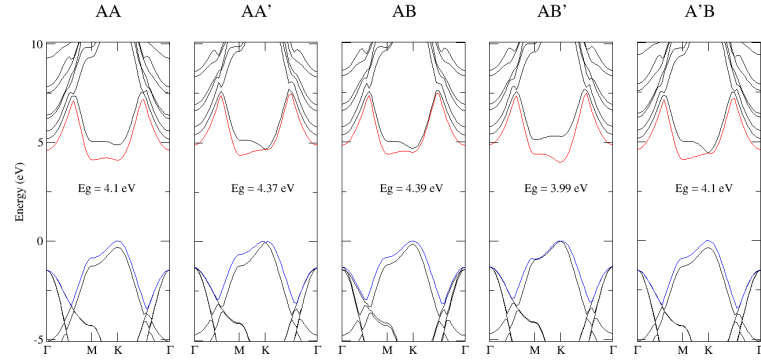 AA AA’ AB AB’ A’B
10
5
0
-5
Energy (eV)
Eg = 4.1 eV Eg = 4.37 eV Eg = 4.39 eV Eg = 3.99 eV Eg = 4.1 eV
Γ M K Γ Γ M K Γ Γ M K Γ Γ M K Γ Γ M K Γ